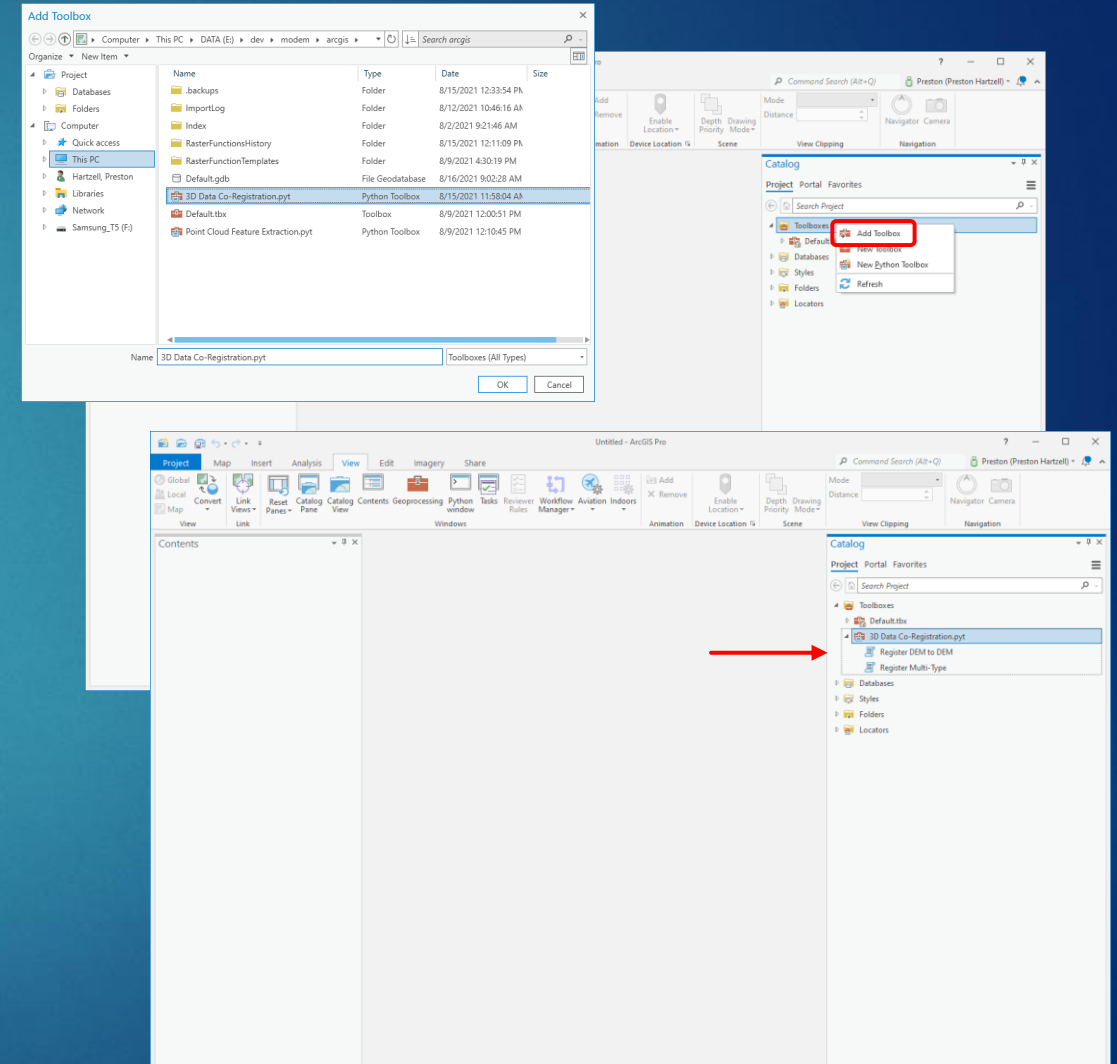 Add Toolbox
Computer
This PC
DATA (E:)
dev
modem
arcgis
Search arcgis
Organize
New Item
Project
Databases
Folders
Computer
Quick access
This PC
Hartzell, Preston
Libraries
Network
Samsung_T5 (F:)
Name Type Date Size
.backups Folder 8/15/2021 12:33:54 PM
ImportLog Folder 8/12/2021 10:46:16 AM
Index Folder 8/2/2021 9:21:46 AM
RasterFunctionsHistory Folder 8/15/2021 12:11:09 PM
RasterFunctionTemplates Folder 8/9/2021 4:30:19 PM
Default.gdb File Geodatabase 8/16/2021 9:02:28 AM
3D Data Co-Registration.pyt Python Toolbox 8/15/2021 11:58:04 AM
Default.tbx Toolbox 8/9/2021 12:00:51 PM
Point Cloud Feature Extraction.pyt Python Toolbox 8/9/2021 12:10:45 PM
Name 3D Data Co-Registration.pyt Toolboxes (All Types)
OK Cancel
ro ?
Command Search (Alt+Q) Preston (Preston Hartzell)
Add
Remove
mation
Enable
Location
Device Location
Depth
Priority
Drawing
Mode
Scene
Mode
Distance
View Clipping
Navigator
Camera
Navigation
Catalog
Project Portal Favorites
Search Project
Toolboxes
Default
Databases
Styles
Folders
Locators
Add Toolbox
New Toolbox
New Python Toolbox
Refresh
Untitled - ArcGIS Pro ?
Project Map Insert Analysis View Edit Imagery Share
Command Search (Alt+Q) Preston (Preston Hartzell)
Global
Local
Map
Convert
View
Link
Views
Link
Reset
Panes
Catalog
Pane
Catalog
View
Contents
Geoprocessing
Python
window
Tasks
Reviewer
Rules
Workflow
Manager
Aviation
Indoors
Windows
Add
Remove
Animation
Enable
Location
Device Location
Depth
Priority
Drawing
Mode
Scene
Mode
Distance
View Clipping
Navigator
Camera
Navigation
Contents
Catalog
Project Portal Favorites
Search Project
Toolboxes
Default.tbx
3D Data Co-Registration.pyt
Register DEM to DEM
Register Multi-Type
Databases
Styles
Folders
Locators